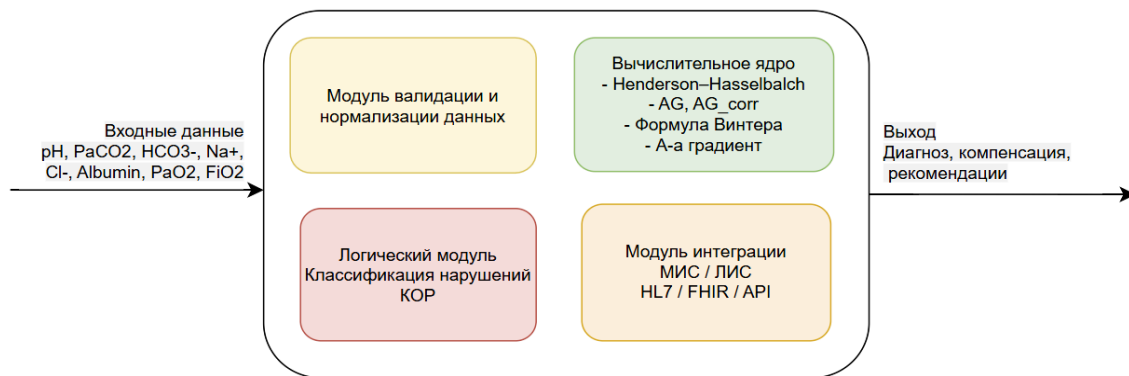 Входные данные
pH, PaCO2, HCO3-, Na+,
Cl-, Albumin, PaO2, FiO2
Модуль валидации и
нормализации данных
Вычислительное ядро
- Henderson–Hasselbalch
- AG, AG_corr
- Формула Винтера
- A-a градиент
Логический модуль
Классификация нарушений
КОР
Модуль интеграции
МИС / ЛИС
HL7 / FHIR / API
Выход
Диагноз, компенсация,
рекомендации